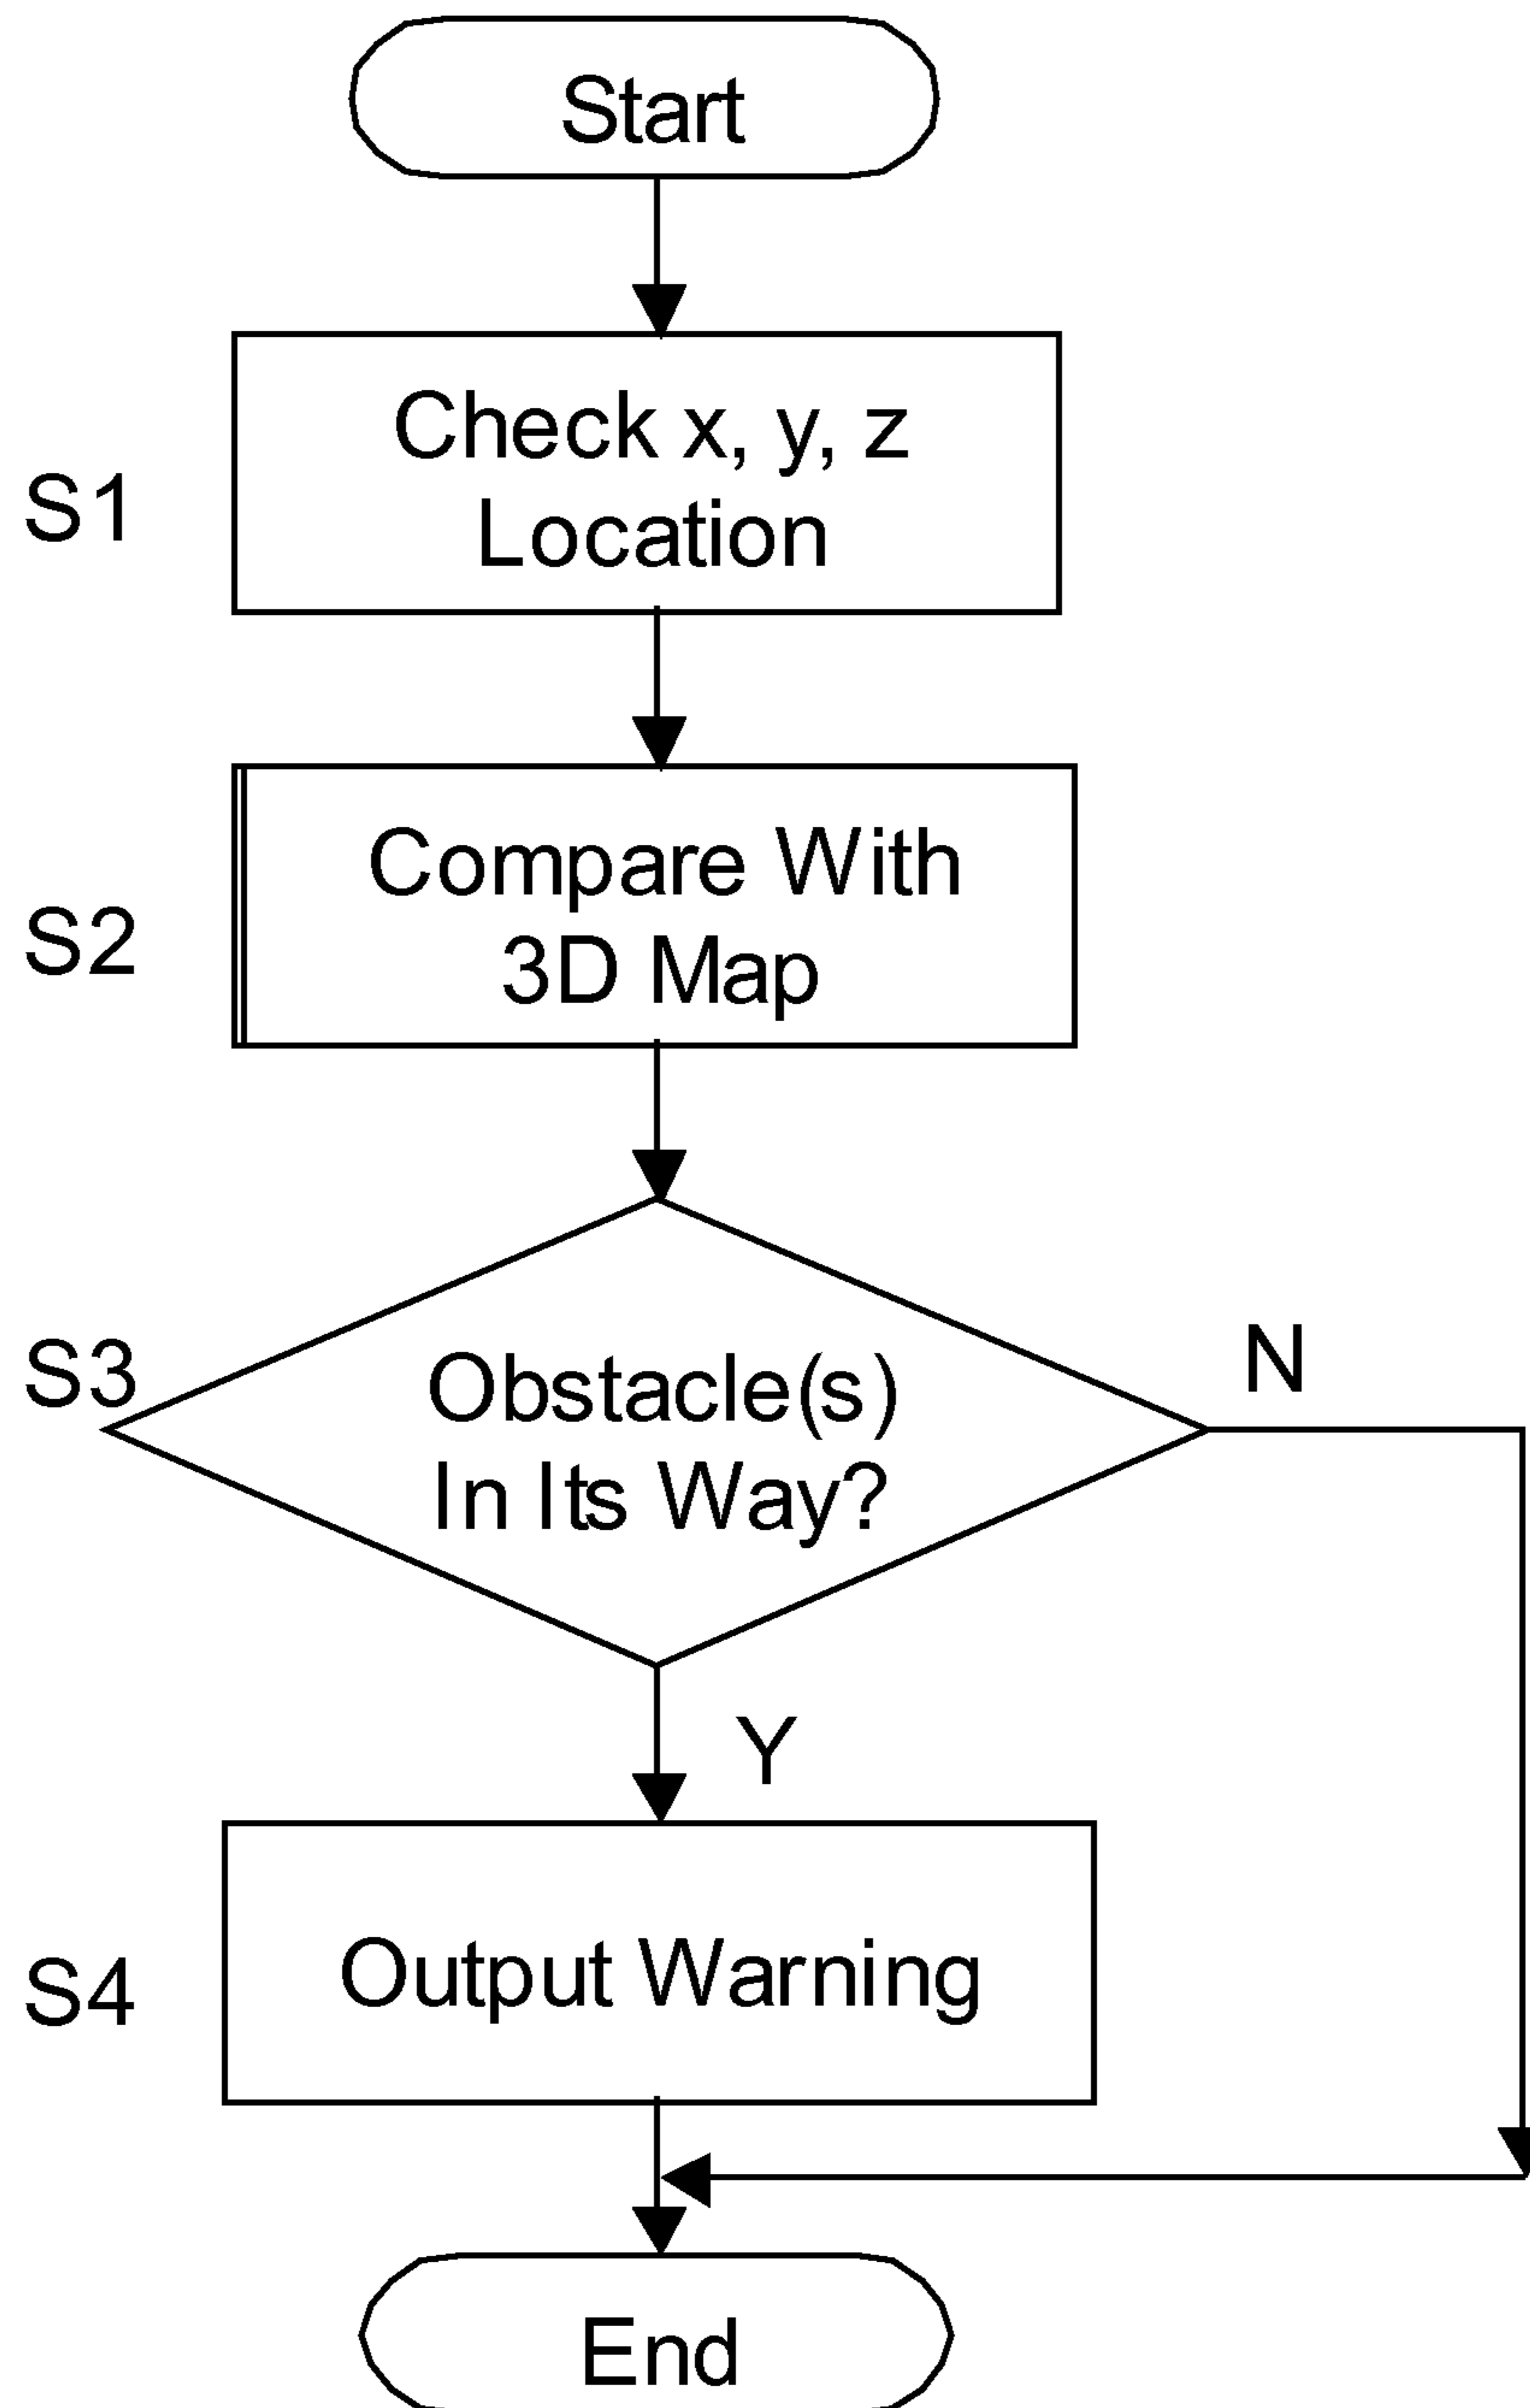 Start
S1
Check x, y, z
Location
S2
Compare With
3D Map
S3
Obstacle(s)
In Its Way?
N
Y
S4
Output Warning
End